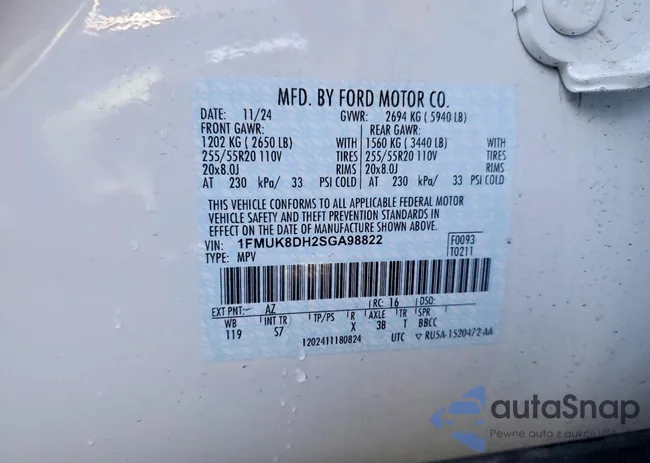 MFD. BY FORD MOTOR CO.
DATE: 11/24 GVWR: 2694 KG ( 5940 LB)
FRONT GAWR: REAR GAWR:
1202 KG ( 2650 LB) WITH 1560 KG ( 3440 LB) WITH
255/55R20 110V TIRES 255/55R20 110V TIRES
20x8.0J RIMS 20x8.0J RIMS
AT 230 kPa/ 33 PSI COLD AT 230 kPa/ 33 PSI COLD
THIS VEHICLE CONFORMS TO ALL APPLICABLE FEDERAL MOTOR
VEHICLE SAFETY AND THEFT PREVENTION STANDARDS IN
EFFECT ON THE DATE OF MANUFACTURE SHOWN ABOVE.
VIN: 1FMUK8DH2SGA98822 F0093
TYPE: MPV T0211
EXT PNT: AZ RC: 16 DSO:
WB INT TR TP/PS R AXLE TR SPR
119 S7 X 3B T BBCC
1202411180824 UTC ▽ RU5A-1520472-AA
autaSnap
Pewne auta z aukcji USA